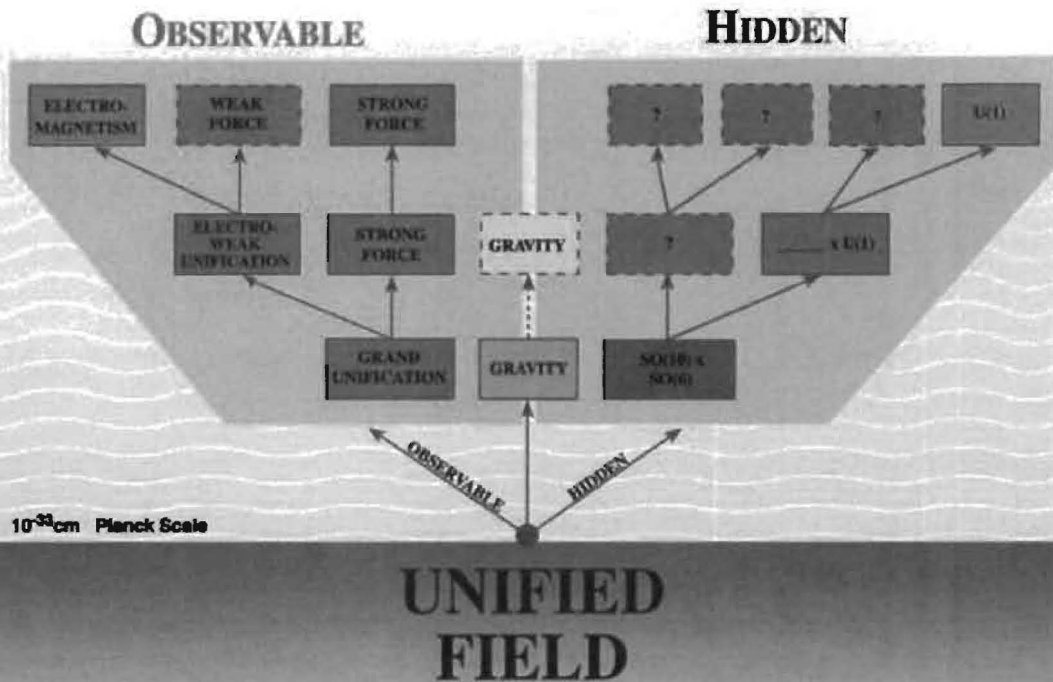 OBSERVABLE
HIDDEN
ELECTRO-
MAGNETISM
WEAK
FORCE
STRONG
FORCE
?
?
?
U(1)
ELECTRO-
WEAK
UNIFICATION
STRONG
FORCE
GRAVITY
?
______ x U(1)
GRAND
UNIFICATION
GRAVITY
SO(10) x
SO(6)
OBSERVABLE
HIDDEN
10-33cm Planck Scale
UNIFIED
FIELD